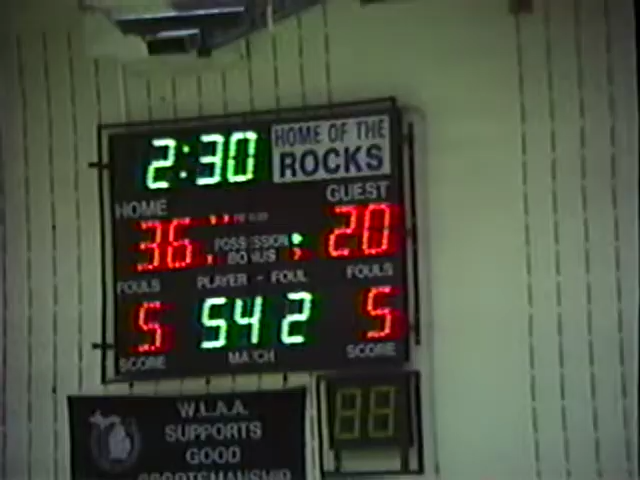 2:30
HOME OF THE
ROCKS
HOME
GUEST
36
20
POSSESSION
BONUS
FOULS
PLAYER - FOUL
FOULS
5
54 2
5
SCORE
MATCH
SCORE
W.L.A.A.
SUPPORTS
GOOD
SPORTSMANSHIP